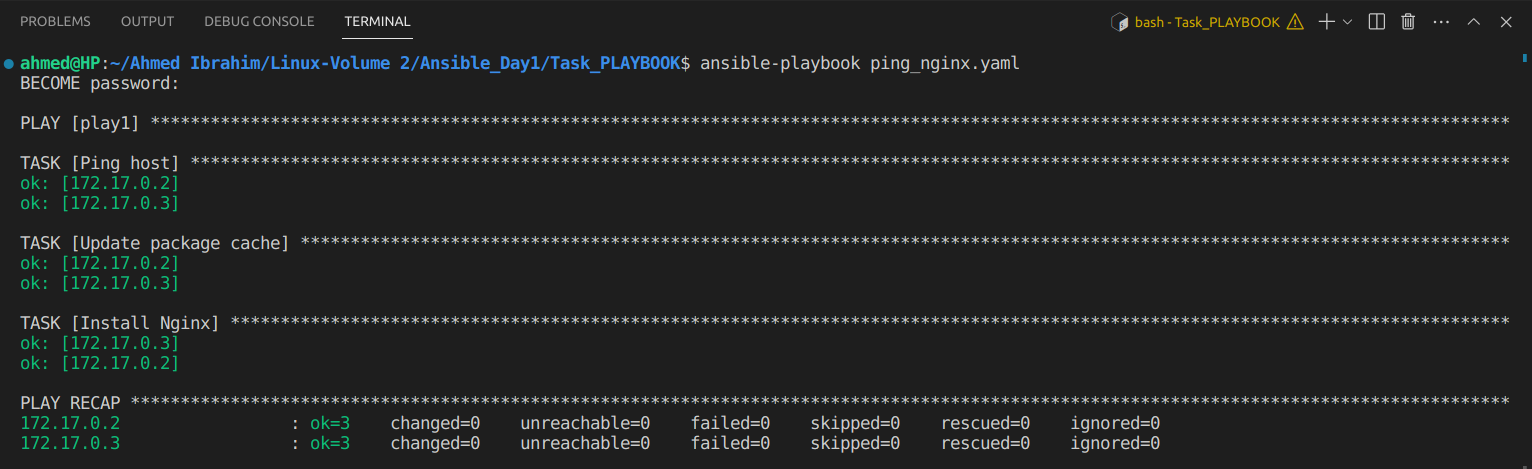 PROBLEMS OUTPUT DEBUG CONSOLE TERMINAL bash - Task_PLAYBOOK
ahmed@HP:~/Ahmed Ibrahim/Linux-Volume 2/Ansible_Day1/Task_PLAYBOOK$ ansible-playbook ping_nginx.yaml
BECOME password:
PLAY [play1] ****************************************************************************************************************************************
TASK [Ping host] ************************************************************************************************************************************
ok: [172.17.0.2]
ok: [172.17.0.3]
TASK [Update package cache] *************************************************************************************************************************
ok: [172.17.0.2]
ok: [172.17.0.3]
TASK [Install Nginx] ********************************************************************************************************************************
ok: [172.17.0.3]
ok: [172.17.0.2]
PLAY RECAP ******************************************************************************************************************************************
172.17.0.2                 : ok=3    changed=0    unreachable=0    failed=0    skipped=0    rescued=0    ignored=0
172.17.0.3                 : ok=3    changed=0    unreachable=0    failed=0    skipped=0    rescued=0    ignored=0